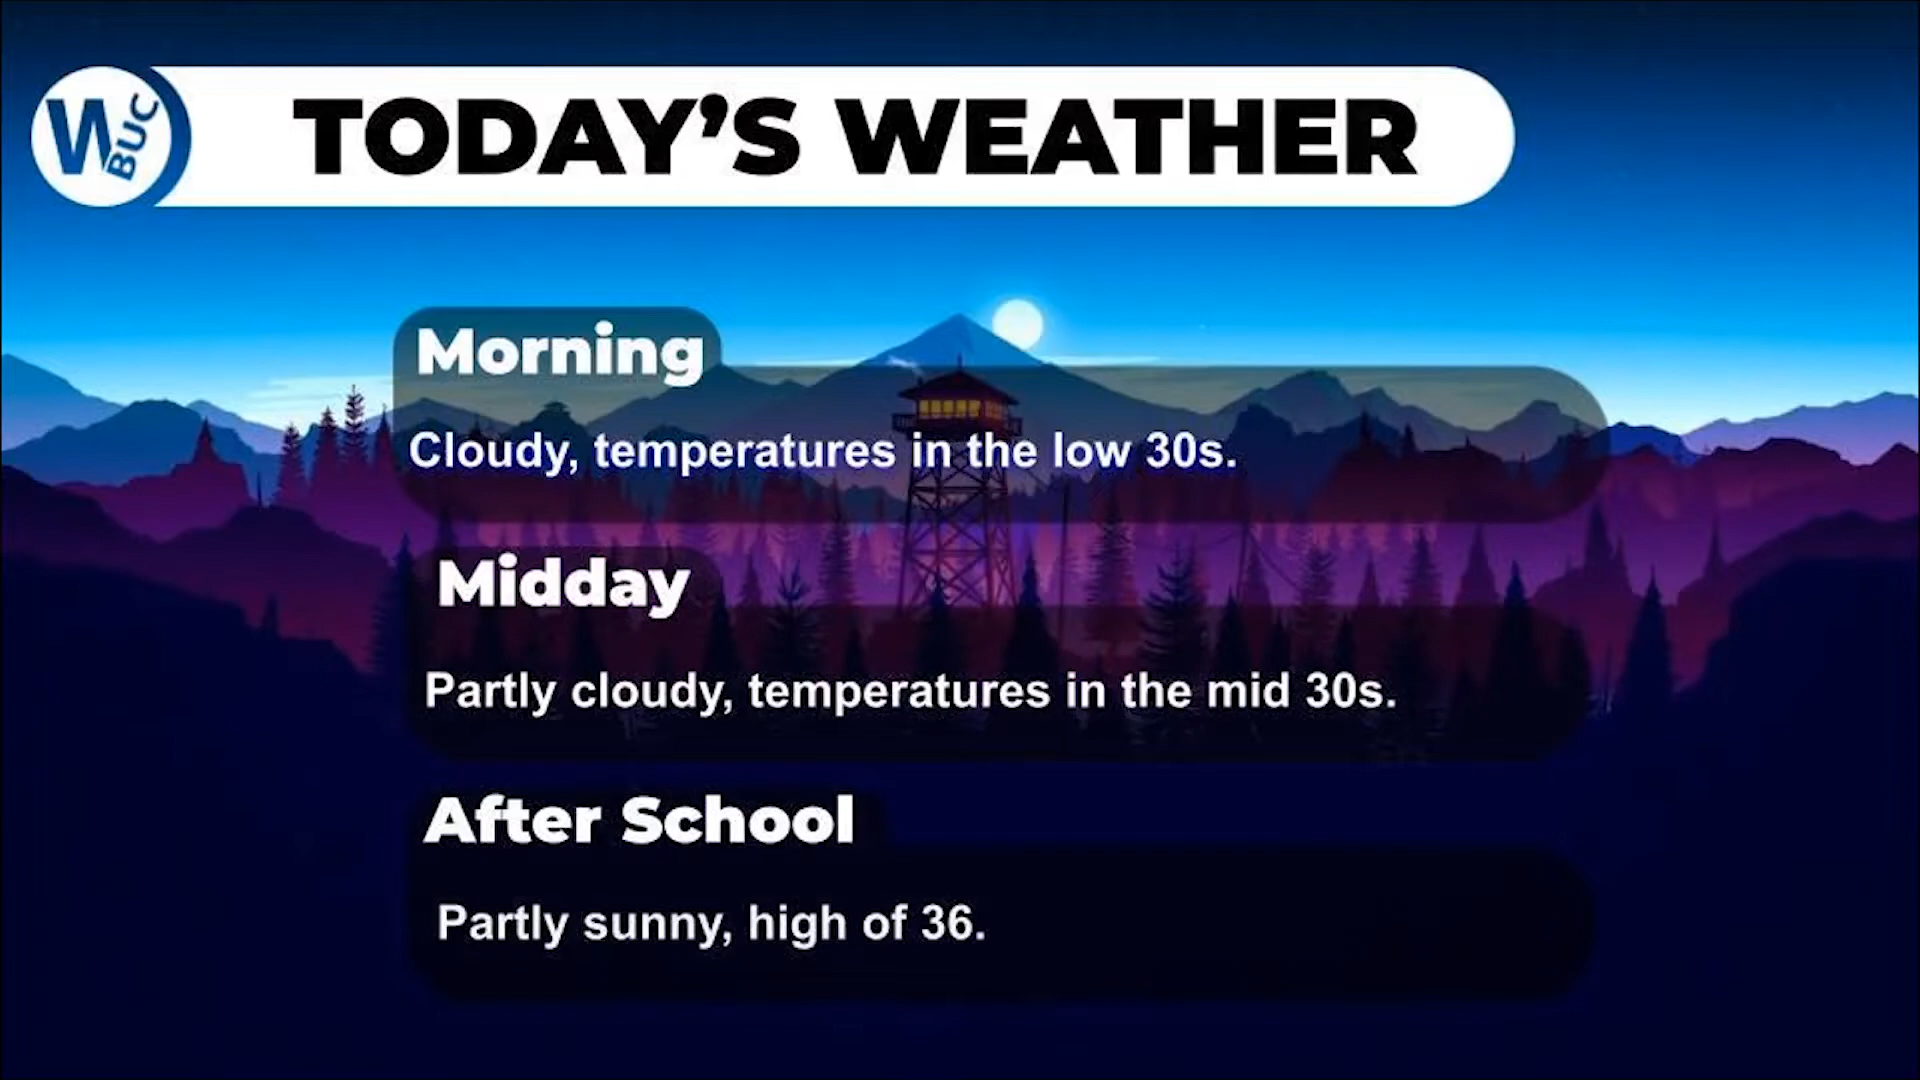 WBUC
TODAY'S WEATHER
Morning
Cloudy, temperatures in the low 30s.
Midday
Partly cloudy, temperatures in the mid 30s.
After School
Partly sunny, high of 36.